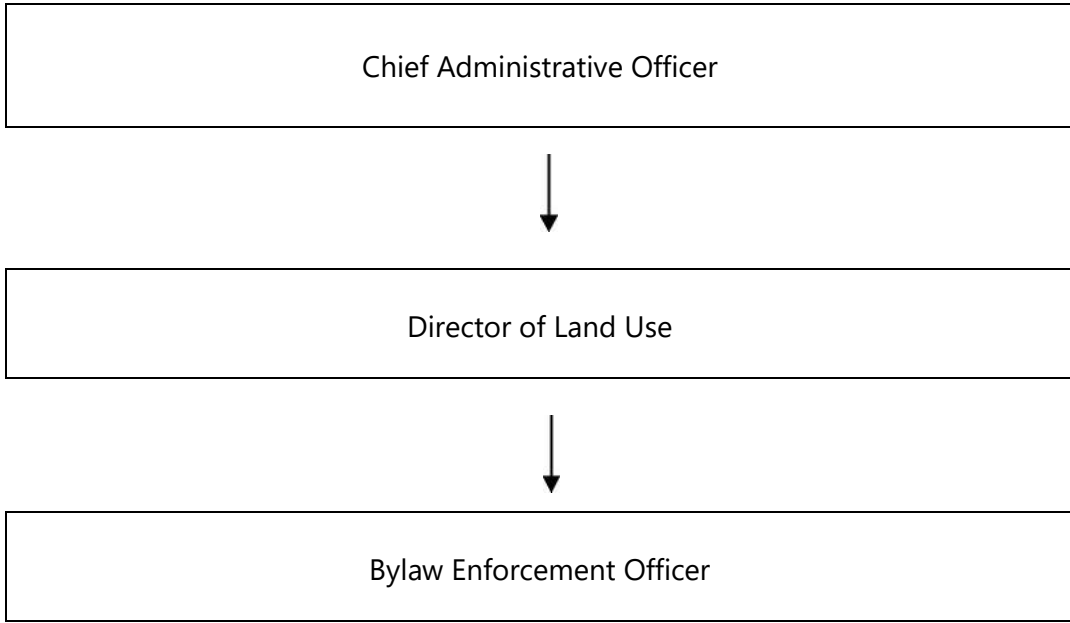 Chief Administrative Officer
Director of Land Use
Bylaw Enforcement Officer